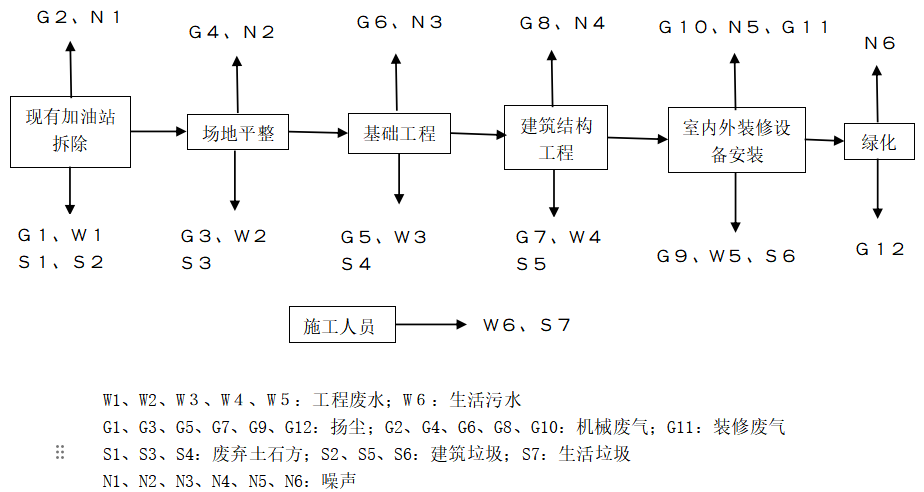 G2、N1
G4、N2
G6、N3
G8、N4
G10、N5、G11
N6
现有加油站
拆除
场地平整
基础工程
建筑结构
工程
室内外装修设
备安装
绿化
G1、W1
S1、S2
G3、W2
S3
G5、W3
S4
G7、W4
S5
G9、W5、S6
G12
施工人员
W6、S7
W1、W2、W3、W4、W5：工程废水；W6：生活污水
G1、G3、G5、G7、G9、G12：扬尘；G2、G4、G6、G8、G10：机械废气；G11：装修废气
S1、S3、S4：废弃土石方；S2、S5、S6：建筑垃圾；S7：生活垃圾
N1、N2、N3、N4、N5、N6：噪声